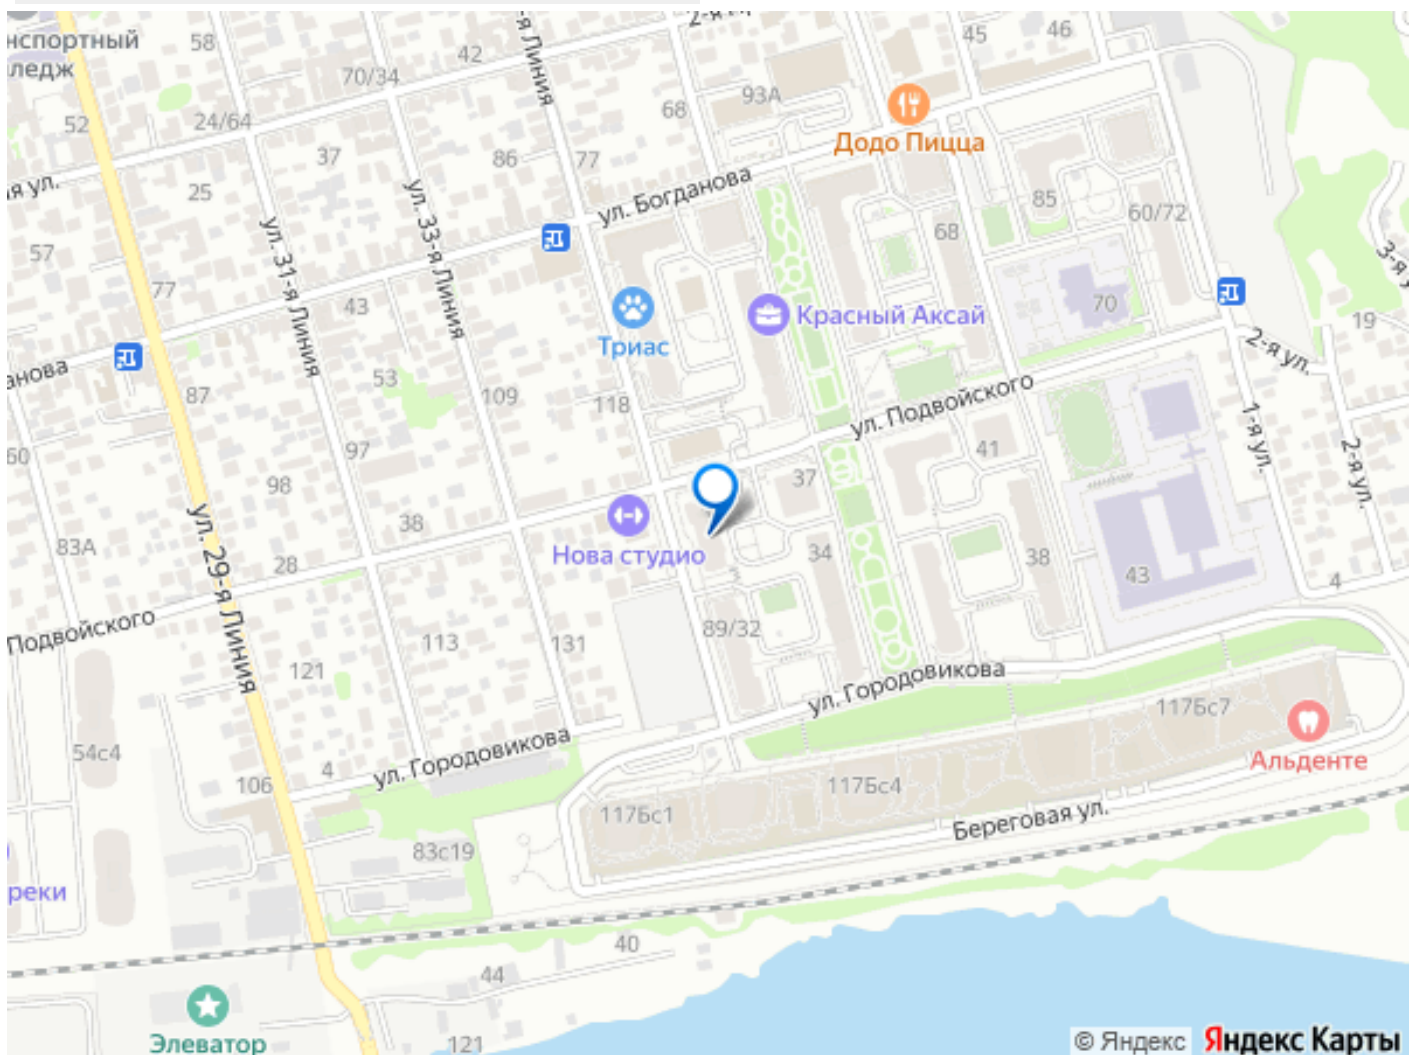 нспортный
ледж
58
42
2-я
-я Линия
45
46
70/34
93А
68
52
24/64
Додо Пицца
37
86
77
ая ул.
25
ул. Богданова
85
60/72
68
ул. 31-я Линия
ул. 33-я Линия
57
77
43
3-я у
70
Красный Аксай
19
Триас
2-я ул.
анова
53
87
109
118
ул. Подвойского
41
1-я ул.
2-я ул.
60
97
98
37
ул. 29-я Линия
38
Нова студио
34
38
83А
28
43
4
Подвойского
89/32
113
131
121
ул. Городовикова
117Бс7
54с4
ул. Городовикова
106
4
117Бс4
Альденте
117Бс1
Береговая ул.
83с19
реки
40
44
Элеватор
121
© Яндекс Яндекс Карты